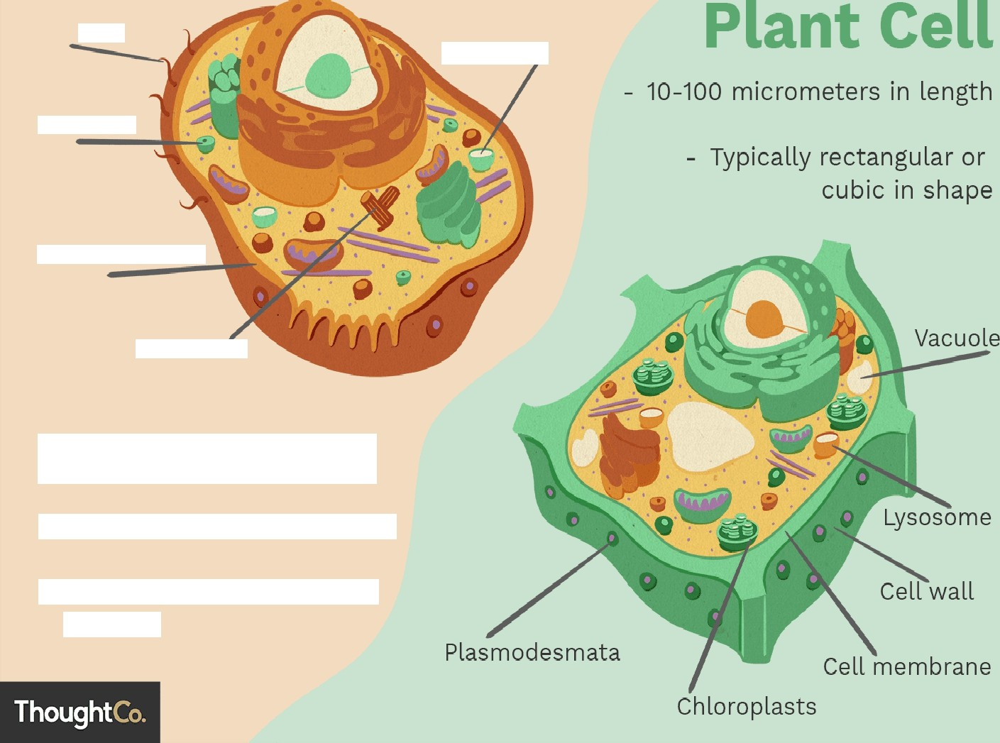 Plant Cell
- 10-100 micrometers in length
- Typically rectangular or
cubic in shape
Vacuole
Lysosome
Cell wall
Plasmodesmata
Cell membrane
Chloroplasts
ThoughtCo.